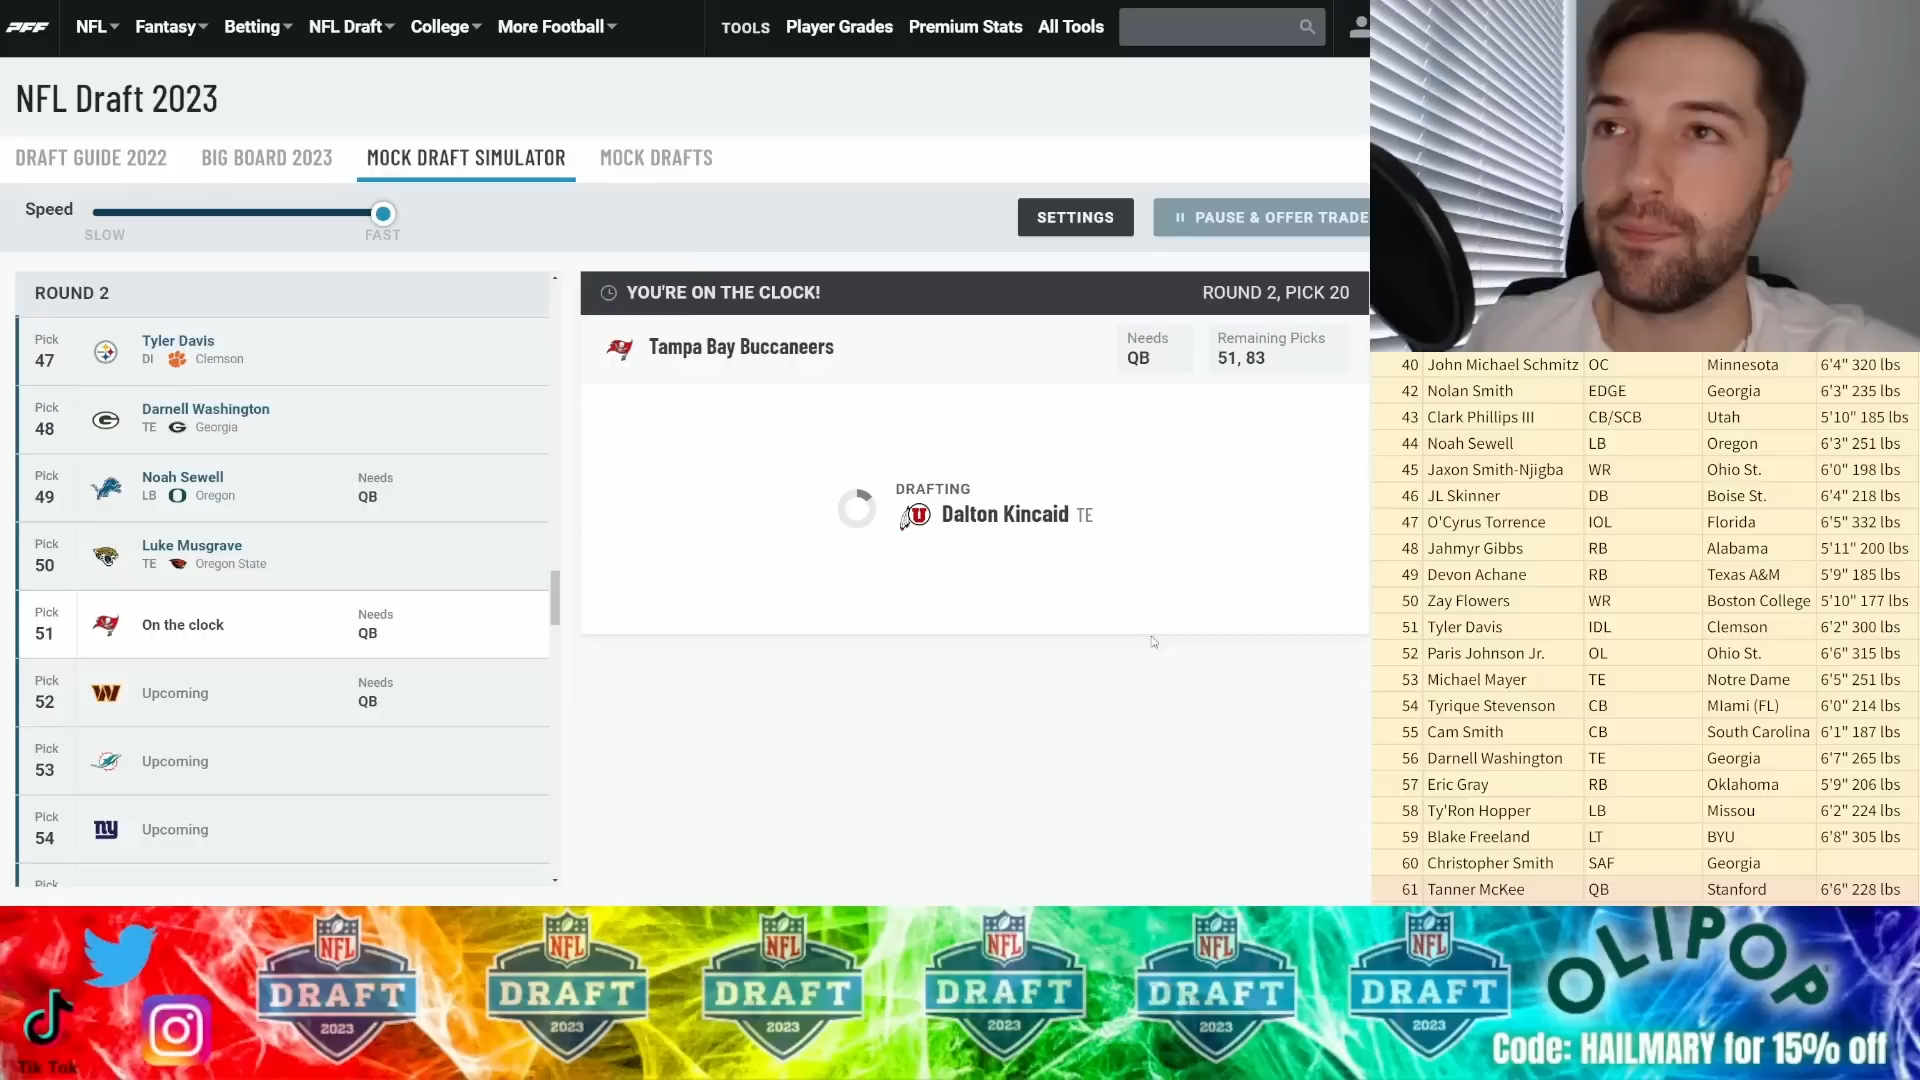 PFF NFL Fantasy Betting NFL Draft College More Football TOOLS Player Grades Premium Stats All Tools
NFL Draft 2023
DRAFT GUIDE 2022 BIG BOARD 2023 MOCK DRAFT SIMULATOR MOCK DRAFTS
Speed
SLOW FAST
SETTINGS
PAUSE & OFFER TRADE
ROUND 2
Pick 47 Tyler Davis
DI Clemson
Pick 48 Darnell Washington
TE Georgia
Pick 49 Noah Sewell Needs
LB Oregon QB
Pick 50 Luke Musgrave
TE Oregon State
Pick 51 On the clock Needs
QB
Pick 52 Upcoming Needs
QB
Pick 53 Upcoming
Pick 54 Upcoming
Pick
YOU'RE ON THE CLOCK! ROUND 2, PICK 20
Tampa Bay Buccaneers
Needs
QB
Remaining Picks
51, 83
DRAFTING
Dalton Kincaid TE
40 John Michael Schmitz OC Minnesota 6'4" 320 lbs
42 Nolan Smith EDGE Georgia 6'3" 235 lbs
43 Clark Phillips III CB/SCB Utah 5'10" 185 lbs
44 Noah Sewell LB Oregon 6'3" 251 lbs
45 Jaxon Smith-Njigba WR Ohio St. 6'0" 198 lbs
46 JL Skinner DB Boise St. 6'4" 218 lbs
47 O'Cyrus Torrence IOL Florida 6'5" 332 lbs
48 Jahmyr Gibbs RB Alabama 5'11" 200 lbs
49 Devon Achane RB Texas A&M 5'9" 185 lbs
50 Zay Flowers WR Boston College 5'10" 177 lbs
51 Tyler Davis IDL Clemson 6'2" 300 lbs
52 Paris Johnson Jr. OL Ohio St. 6'6" 315 lbs
53 Michael Mayer TE Notre Dame 6'5" 251 lbs
54 Tyrique Stevenson CB MIami (FL) 6'0" 214 lbs
55 Cam Smith CB South Carolina 6'1" 187 lbs
56 Darnell Washington TE Georgia 6'7" 265 lbs
57 Eric Gray RB Oklahoma 5'9" 206 lbs
58 Ty'Ron Hopper LB Missou 6'2" 224 lbs
59 Blake Freeland LT BYU 6'8" 305 lbs
60 Christopher Smith SAF Georgia
61 Tanner McKee QB Stanford 6'6" 228 lbs
NFL DRAFT 2023
NFL DRAFT 2023
NFL DRAFT 2023
NFL DRAFT 2023
NFL DRAFT 2023
NFL DRAFT 2023
Tik Tok
OLIPOP
Code: HAILMARY for 15% off